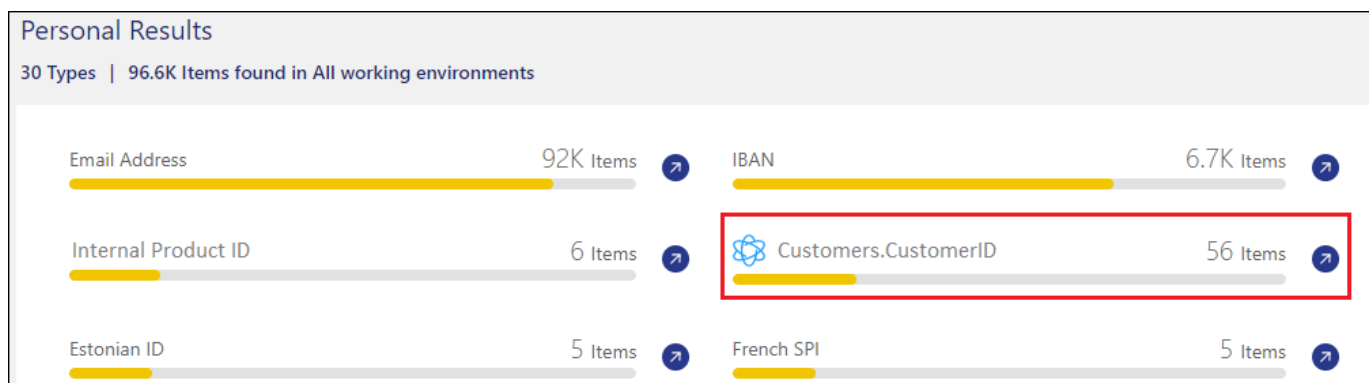 Personal Results
30 Types | 96.6K Items found in All working environments
Email Address 92K Items
IBAN 6.7K Items
Internal Product ID 6 Items
Customers.CustomerID 56 Items
Estonian ID 5 Items
French SPI 5 Items